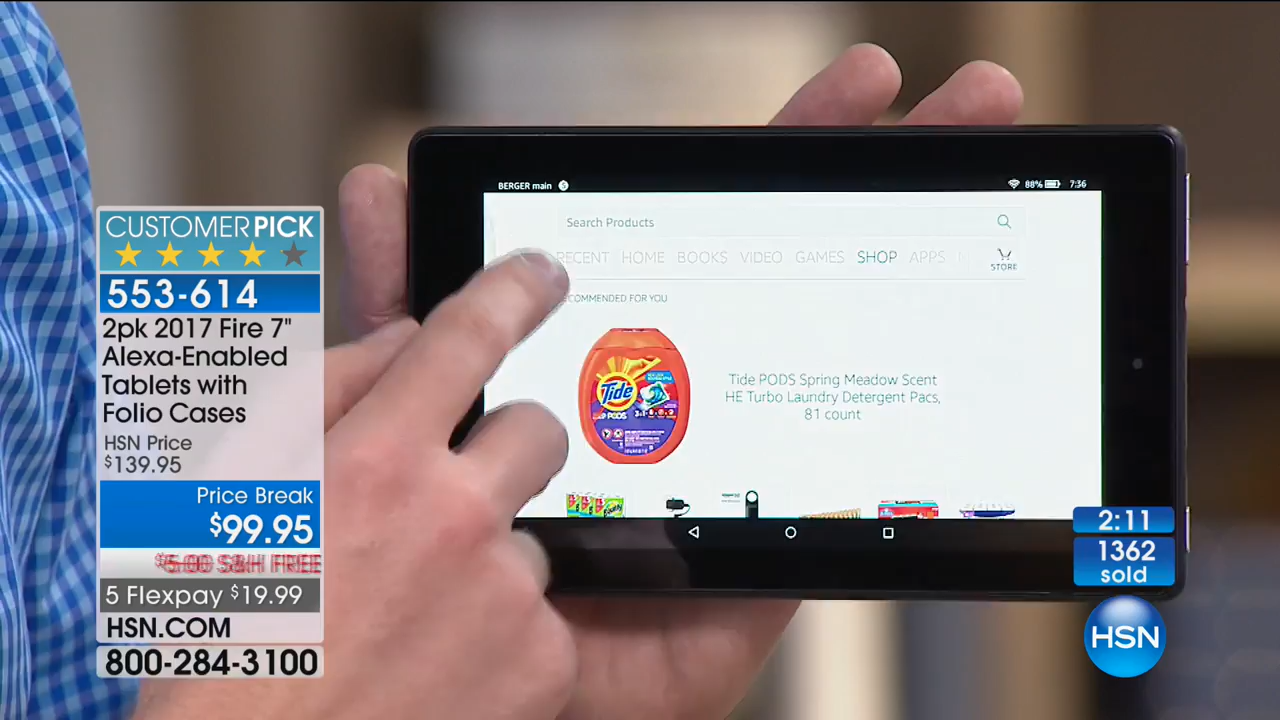 CUSTOMER PICK
553-614
2pk 2017 Fire 7"
Alexa-Enabled
Tablets with
Folio Cases
HSN Price
$139.95
Price Break
$99.95
S&H FREE
5 Flexpay $19.99
HSN.COM
800-284-3100
BERGER main 5
88% 7:36
Search Products
RECENT HOME BOOKS VIDEO GAMES SHOP APPS
STORE
COMMENDED FOR YOU
Tide
PODS
Tide PODS Spring Meadow Scent
HE Turbo Laundry Detergent Pacs,
81 count
Bounty
2:11
1362
sold
HSN